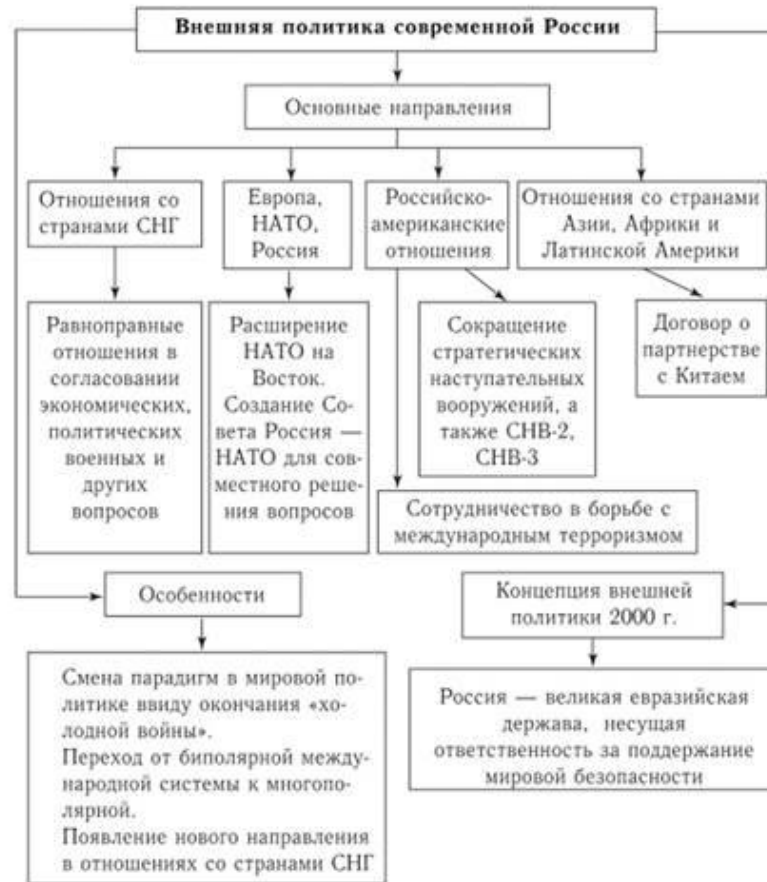 Внешняя политика современной России
Основные направления
Отношения со
странами СНГ
Европа,
НАТО,
Россия
Российско-
американские
отношения
Отношения со странами
Азии, Африки и
Латинской Америки
Равноправные
отношения в
согласовании
экономических,
политических
военных и
других
вопросов
Расширение
НАТО на
Восток.
Создание Со-
вета Россия —
НАТО для сов-
местного реше-
ния вопросов
Сокращение
стратегических
наступательных
вооружений, а
также СНВ-2,
СНВ-3
Договор о
партнерстве
с Китаем
Сотрудничество в борьбе с
международным терроризмом
Особенности
Концепция внешней
политики 2000 г.
Смена парадигм в мировой по-
литике ввиду окончания «хо-
лодной войны».
Переход от биполярной между-
народной системы к многопо-
лярной.
Появление нового направления
в отношениях со странами СНГ
Россия — великая евразийская
держава, несущая
ответственность за поддержание
мировой безопасности